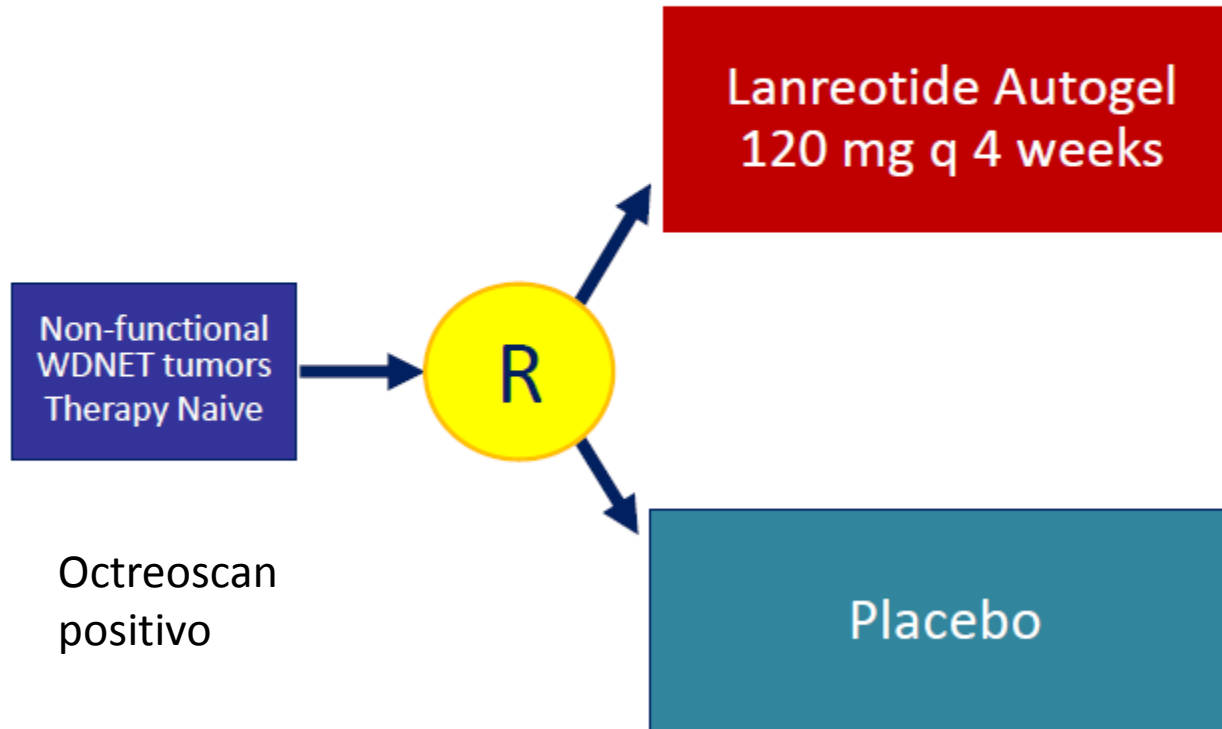 Lanreotide Autogel
120 mg q 4 weeks
Non-functional
WDNET tumors
Therapy Naive
R
Octreoscan
positivo
Placebo